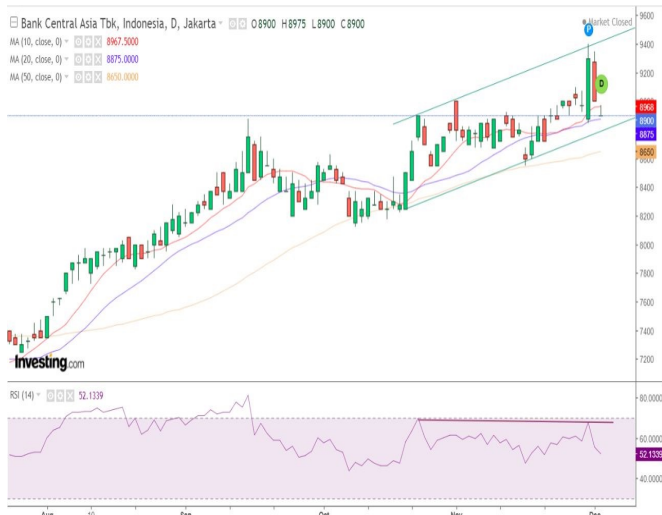 Bank Central Asia Tbk, Indonesia, D, Jakarta O8900 H8975 L8900 C8900
MA (10, close, 0) 8967.5000
MA (20, close, 0) 8875.0000
MA (50, close, 0) 8650.0000
Market Closed
P
D
9600
9400
9200
8968
8900
8875
8650
8400
8200
8000
7800
7600
7400
7200
Investing.com
RSI (14) 52.1339
80.0000
60.0000
52.1339
40.0000
Aug
Sep
Oct
Nov
Dec